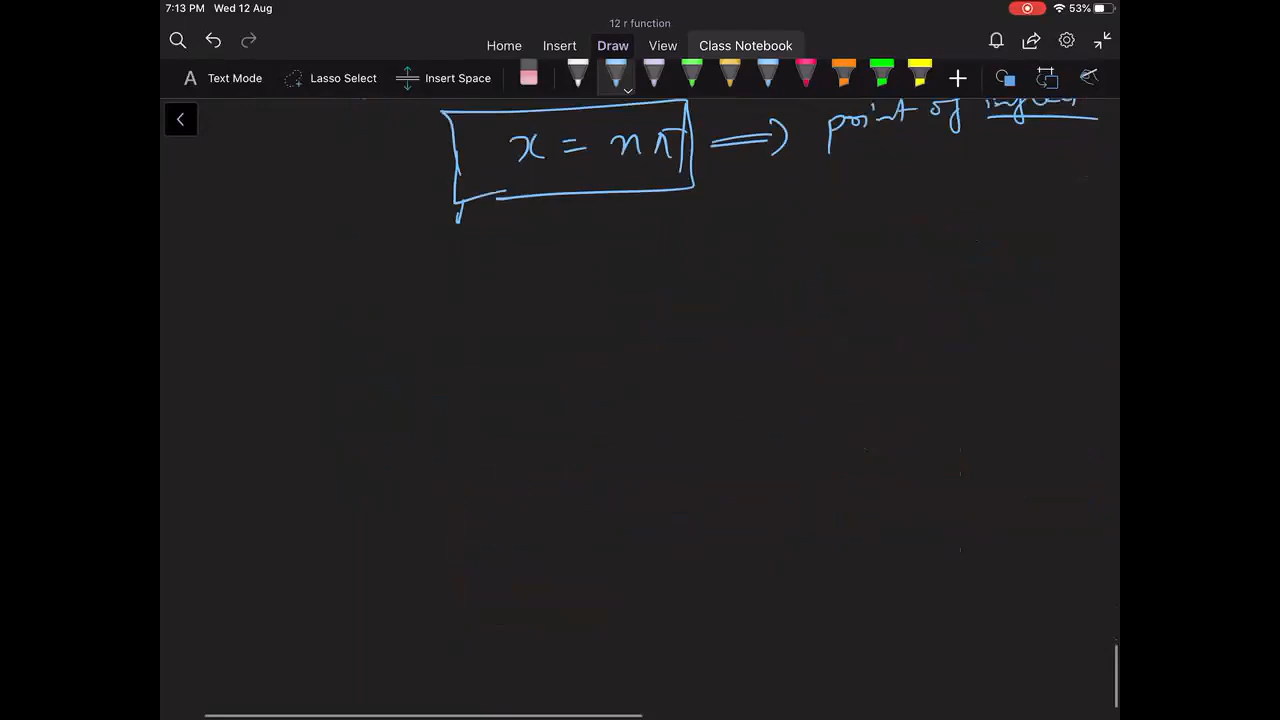 7:13 PM Wed 12 Aug
53%
12 r function
Home Insert Draw View Class Notebook
A Text Mode Lasso Select Insert Space
x = nπ ⟹ point of